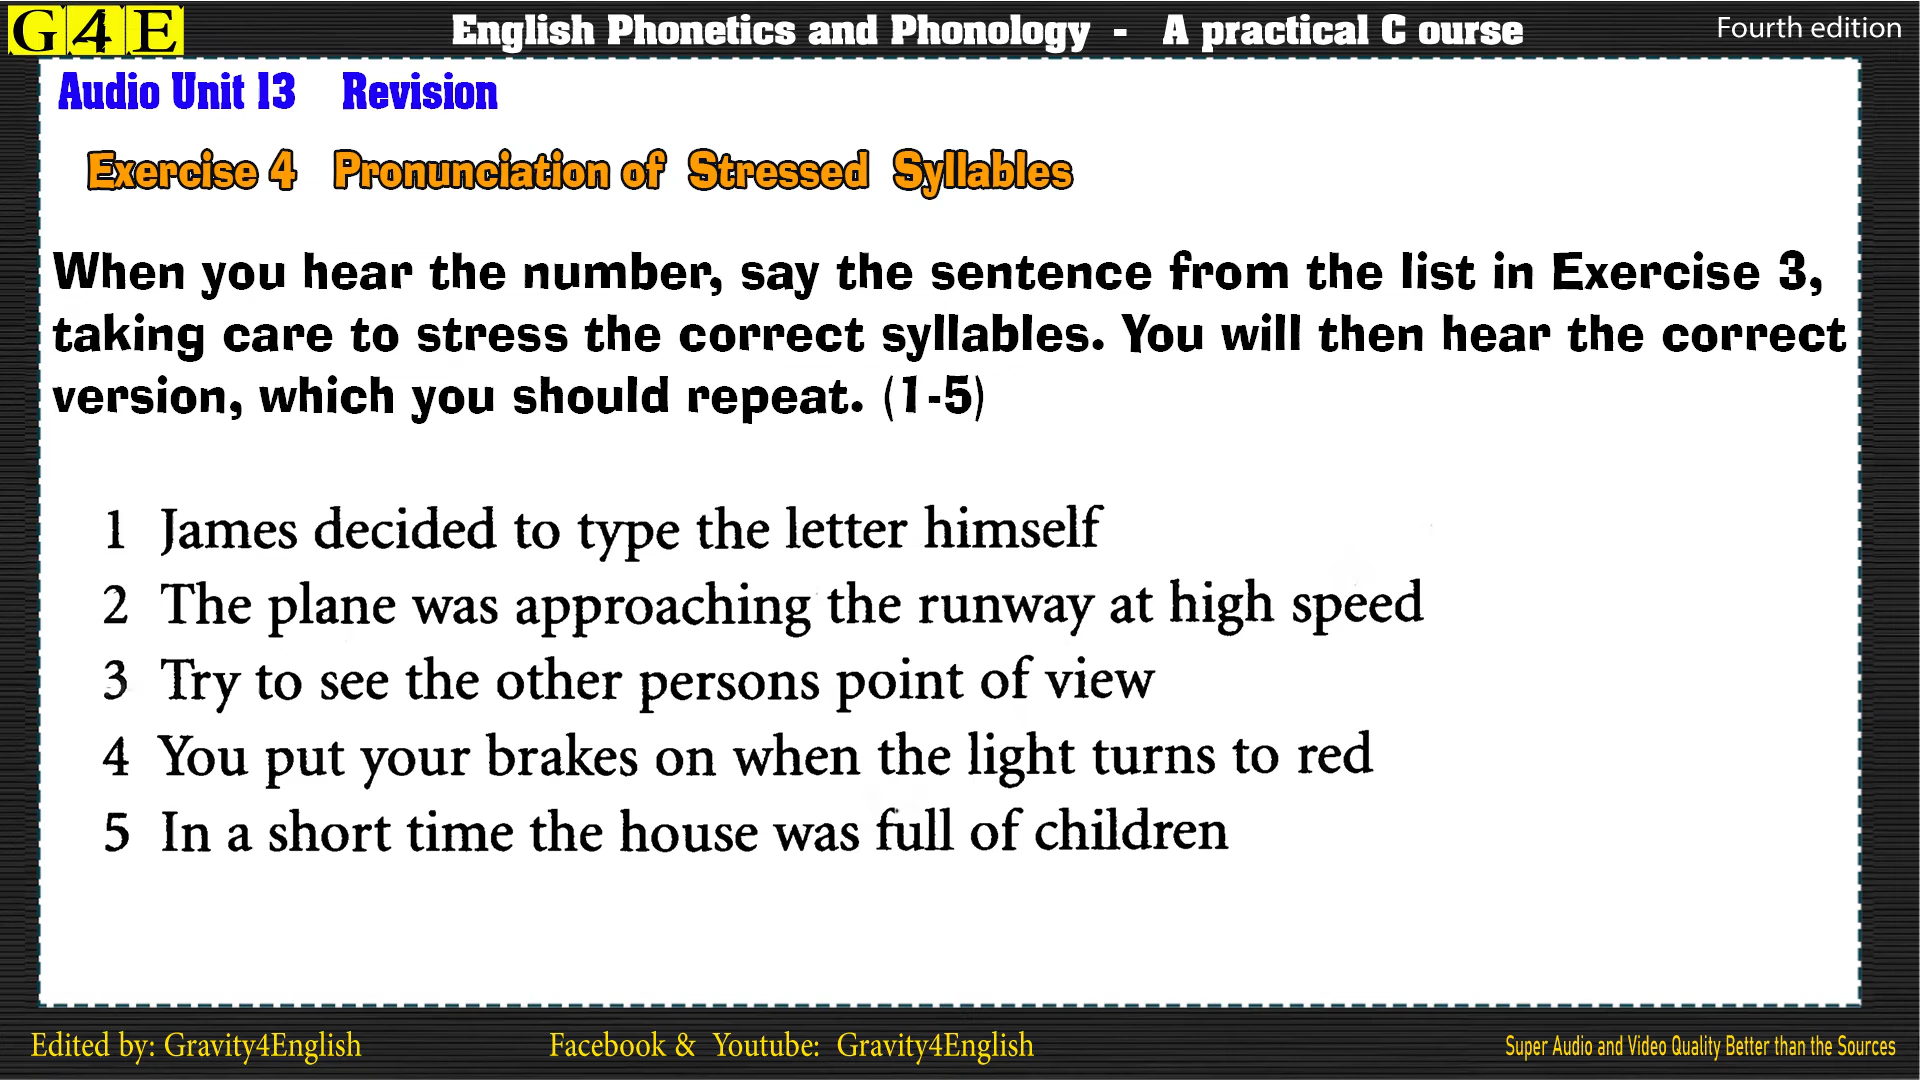 G4E English Phonetics and Phonology - A practical C ourse Fourth edition
Audio Unit 13 Revision
Exercise 4 Pronunciation of Stressed Syllables
When you hear the number, say the sentence from the list in Exercise 3,
taking care to stress the correct syllables. You will then hear the correct
version, which you should repeat. (1-5)
1 James decided to type the letter himself
2 The plane was approaching the runway at high speed
3 Try to see the other persons point of view
4 You put your brakes on when the light turns to red
5 In a short time the house was full of children
Edited by: Gravity4English Facebook & Youtube: Gravity4English Super Audio and Video Quality Better than the Sources